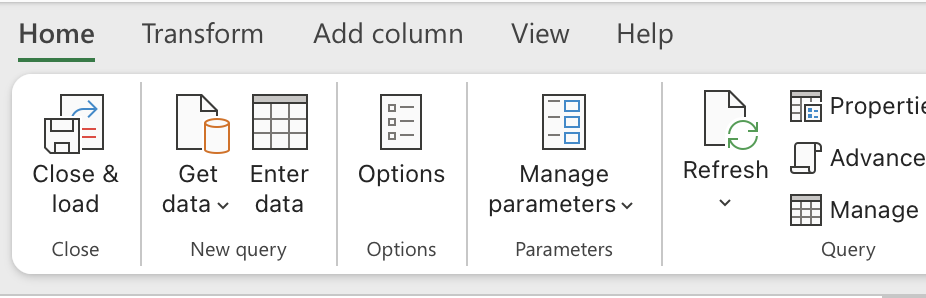 Home Transform Add column View Help
Close & load
Get data
Enter data
Options
Manage parameters
Refresh
Propertie
Advance
Manage
Close
New query
Options
Parameters
Query